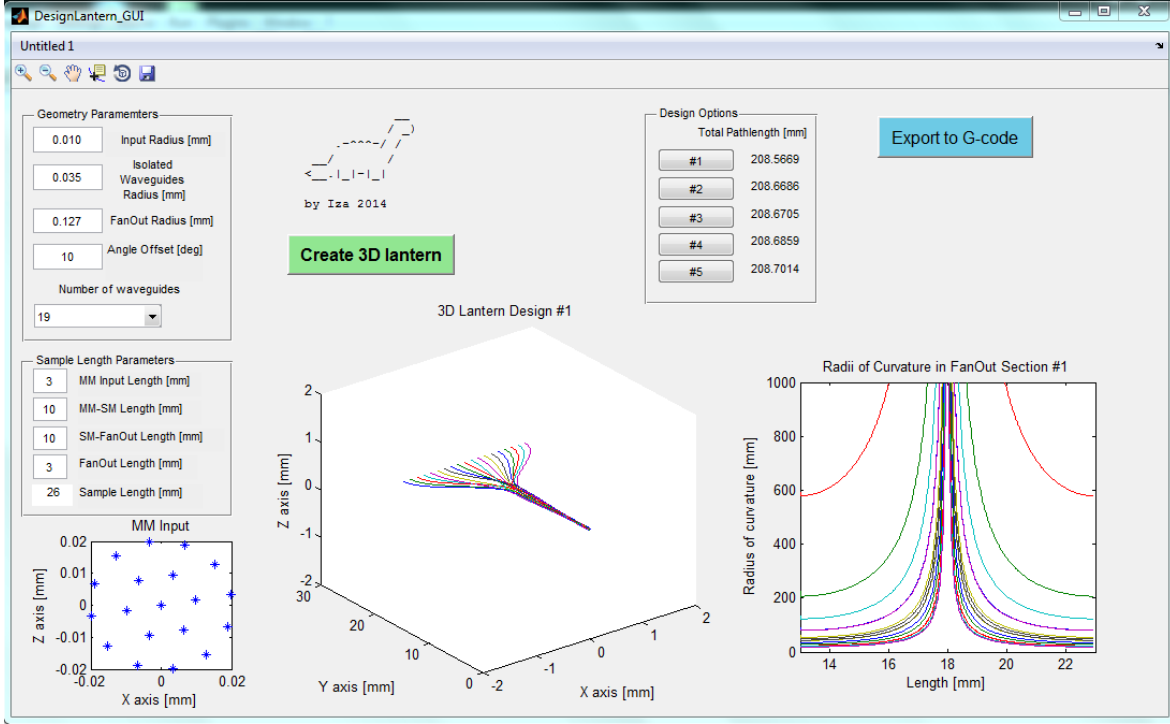 DesignLantern_GUI
Untitled 1
Geometry Paramemters
0.010 Input Radius [mm]
0.035 Isolated
Waveguides
Radius [mm]
0.127 FanOut Radius [mm]
10 Angle Offset [deg]
Number of waveguides
19
Sample Length Parameters
3 MM Input Length [mm]
10 MM-SM Length [mm]
10 SM-FanOut Length [mm]
3 FanOut Length [mm]
26 Sample Length [mm]
by Iza 2014
Create 3D lantern
Design Options
Total Pathlength [mm]
#1 208.5669
#2 208.6686
#3 208.6705
#4 208.6859
#5 208.7014
Export to G-code
MM Input
0.02
0.01
0
-0.01
-0.02
Z axis [mm]
-0.02 0 0.02
X axis [mm]
3D Lantern Design #1
2
1
0
-1
-2
Z axis [mm]
30
20
10
0
Y axis [mm]
-2
-1
0
1
2
X axis [mm]
Radii of Curvature in FanOut Section #1
1000
800
600
400
200
0
Radius of curvature [mm]
14 16 18 20 22
Length [mm]